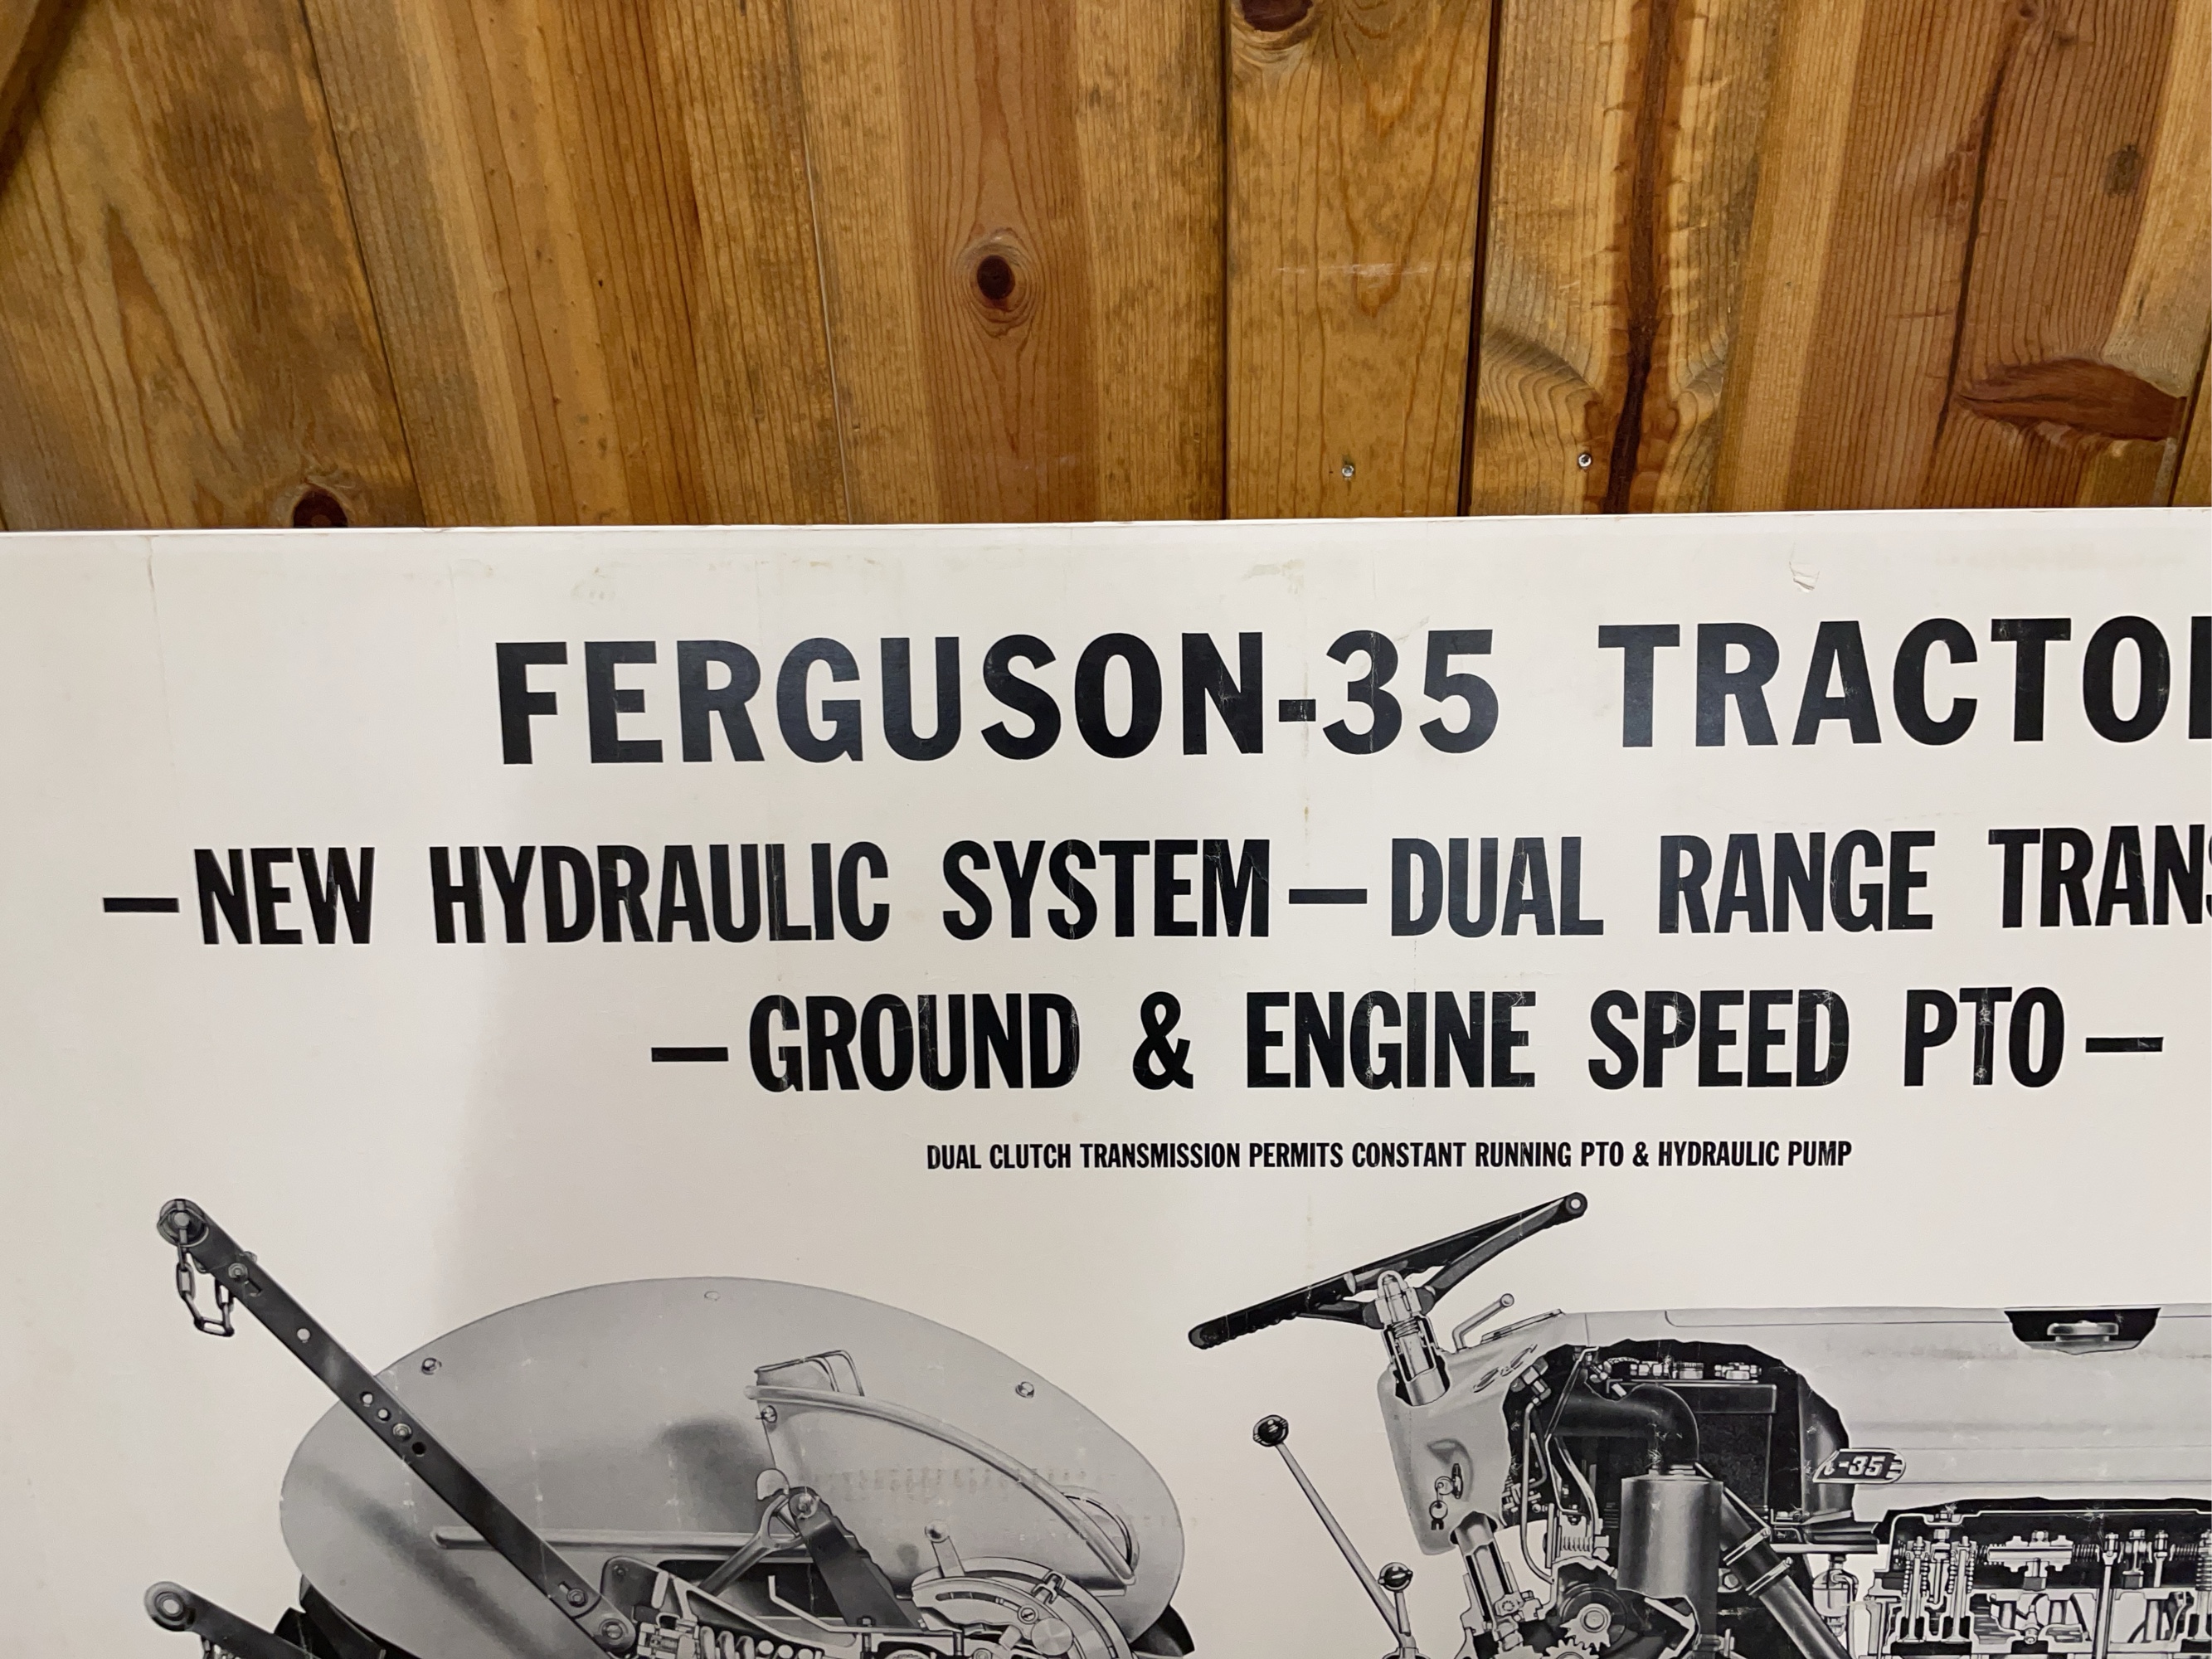 FERGUSON-35 TRACTO
—NEW HYDRAULIC SYSTEM—DUAL RANGE TRANS
—GROUND & ENGINE SPEED PTO—
DUAL CLUTCH TRANSMISSION PERMITS CONSTANT RUNNING PTO & HYDRAULIC PUMP
-35